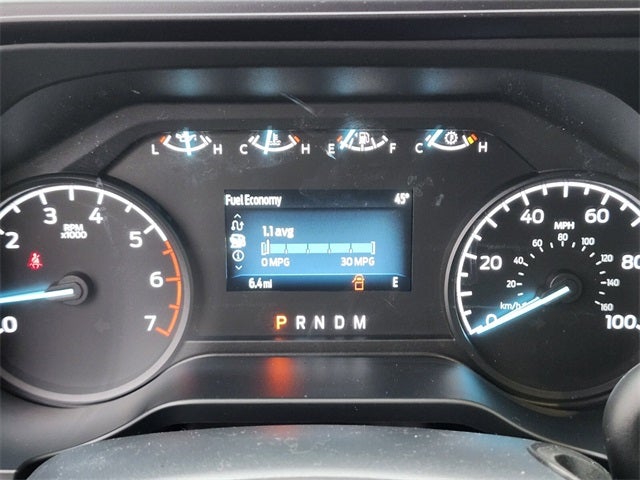 L H C H E F C H
Fuel Economy 45°
1.1 avg
0 MPG 30 MPG
6.4 mi E
P R N D M
0 2 3 4 5 6 7
RPM
x1000
0 20 40 60 80 100
MPH
20 40 60 80 100 120 140 160
km/h